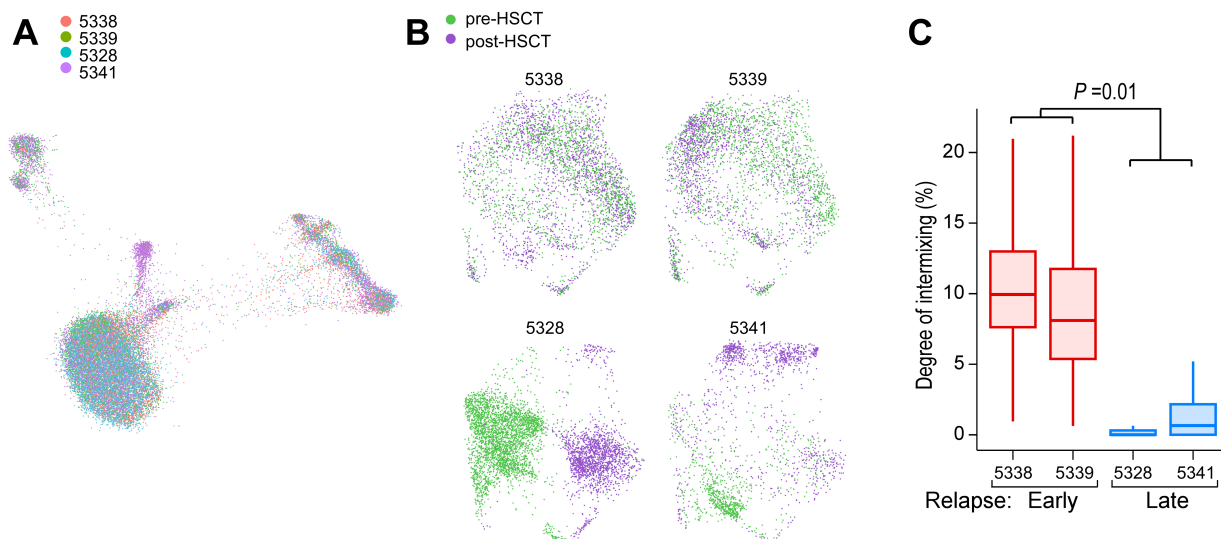 A
5338
5339
5328
5341
B
pre-HSCT
post-HSCT
5338
5339
5328
5341
C
P =0.01
Degree of intermixing (%)
20
15
10
5
0
5338 5339 5328 5341
Relapse: Early Late